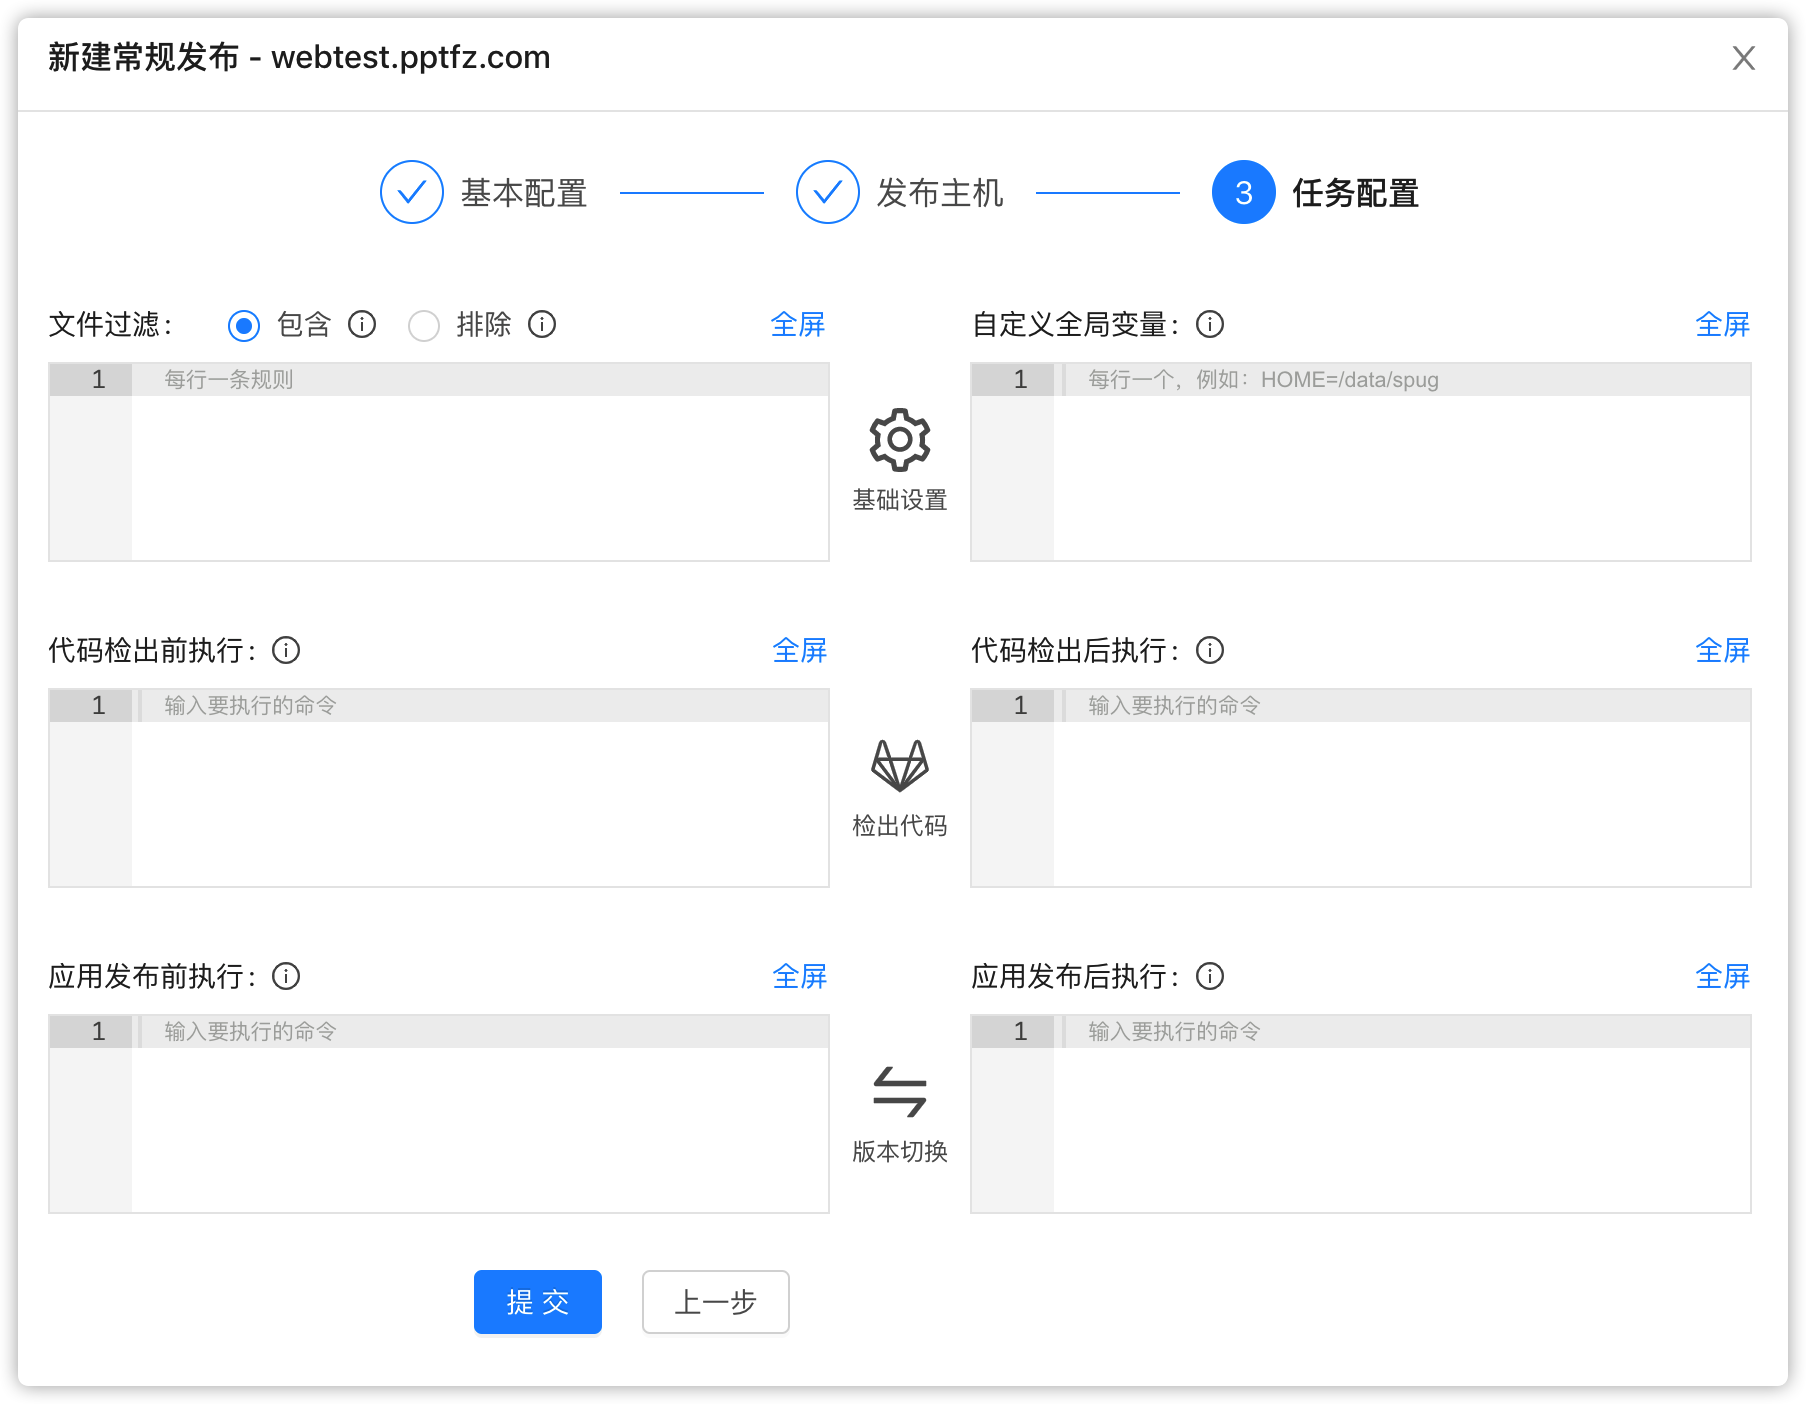 新建常规发布 - webtest.pptfz.com
基本配置
发布主机
3 任务配置
文件过滤： 包含 排除 全屏
1 每行一条规则
自定义全局变量： 全屏
1 每行一个，例如：HOME=/data/spug
基础设置
代码检出前执行： 全屏
1 输入要执行的命令
代码检出后执行： 全屏
1 输入要执行的命令
检出代码
应用发布前执行： 全屏
1 输入要执行的命令
应用发布后执行： 全屏
1 输入要执行的命令
版本切换
提 交
上一步